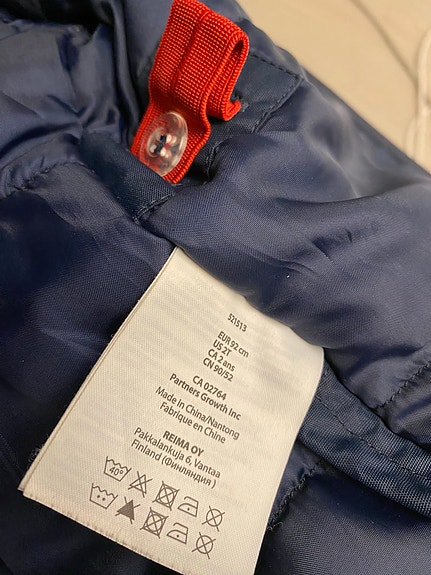 521513
EUR 92 cm
US 2T
CA 2 ans
CN 90/52
CA 02764
Partners Growth Inc
Made in China/Nantong
Fabrique en Chine
REIMA OY
Pakkalankuja 6, Vantaa
Finland (Финляндия)
40°